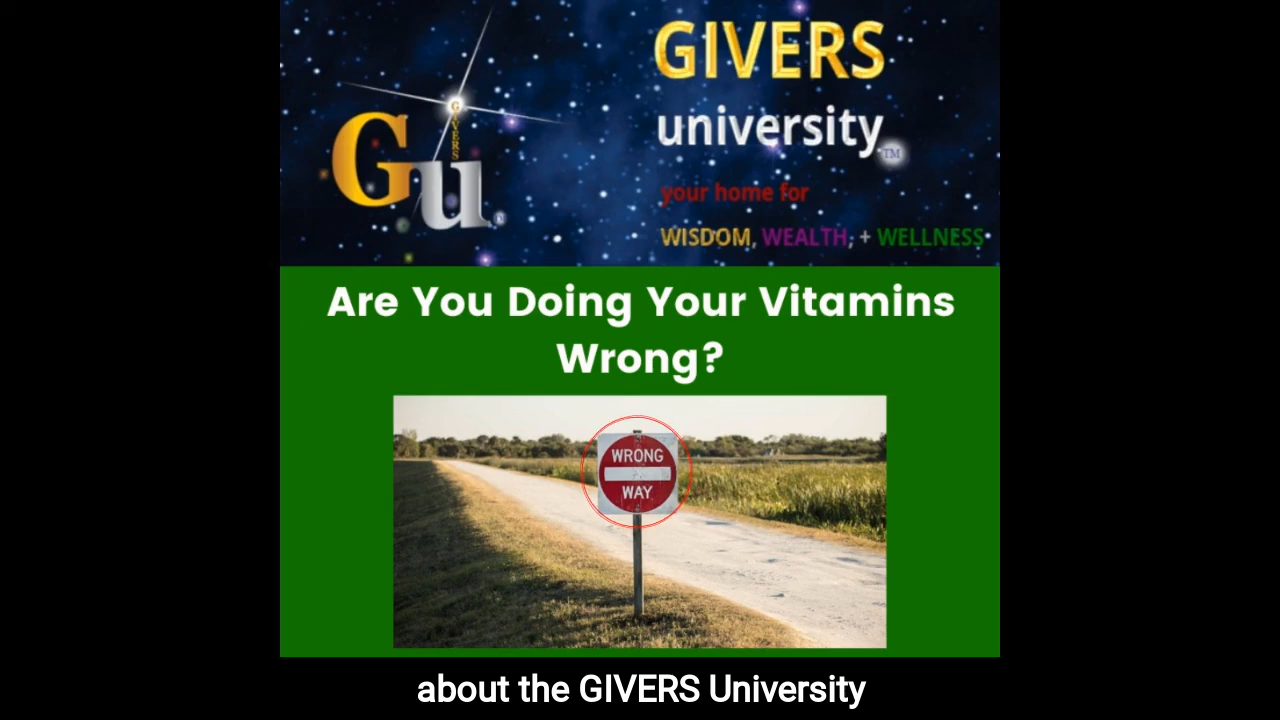 GIVERS
university
TM
your home for
WISDOM, WEALTH, + WELLNESS
Gu
GIVERS
Are You Doing Your Vitamins
Wrong?
WRONG
WAY
about the GIVERS University